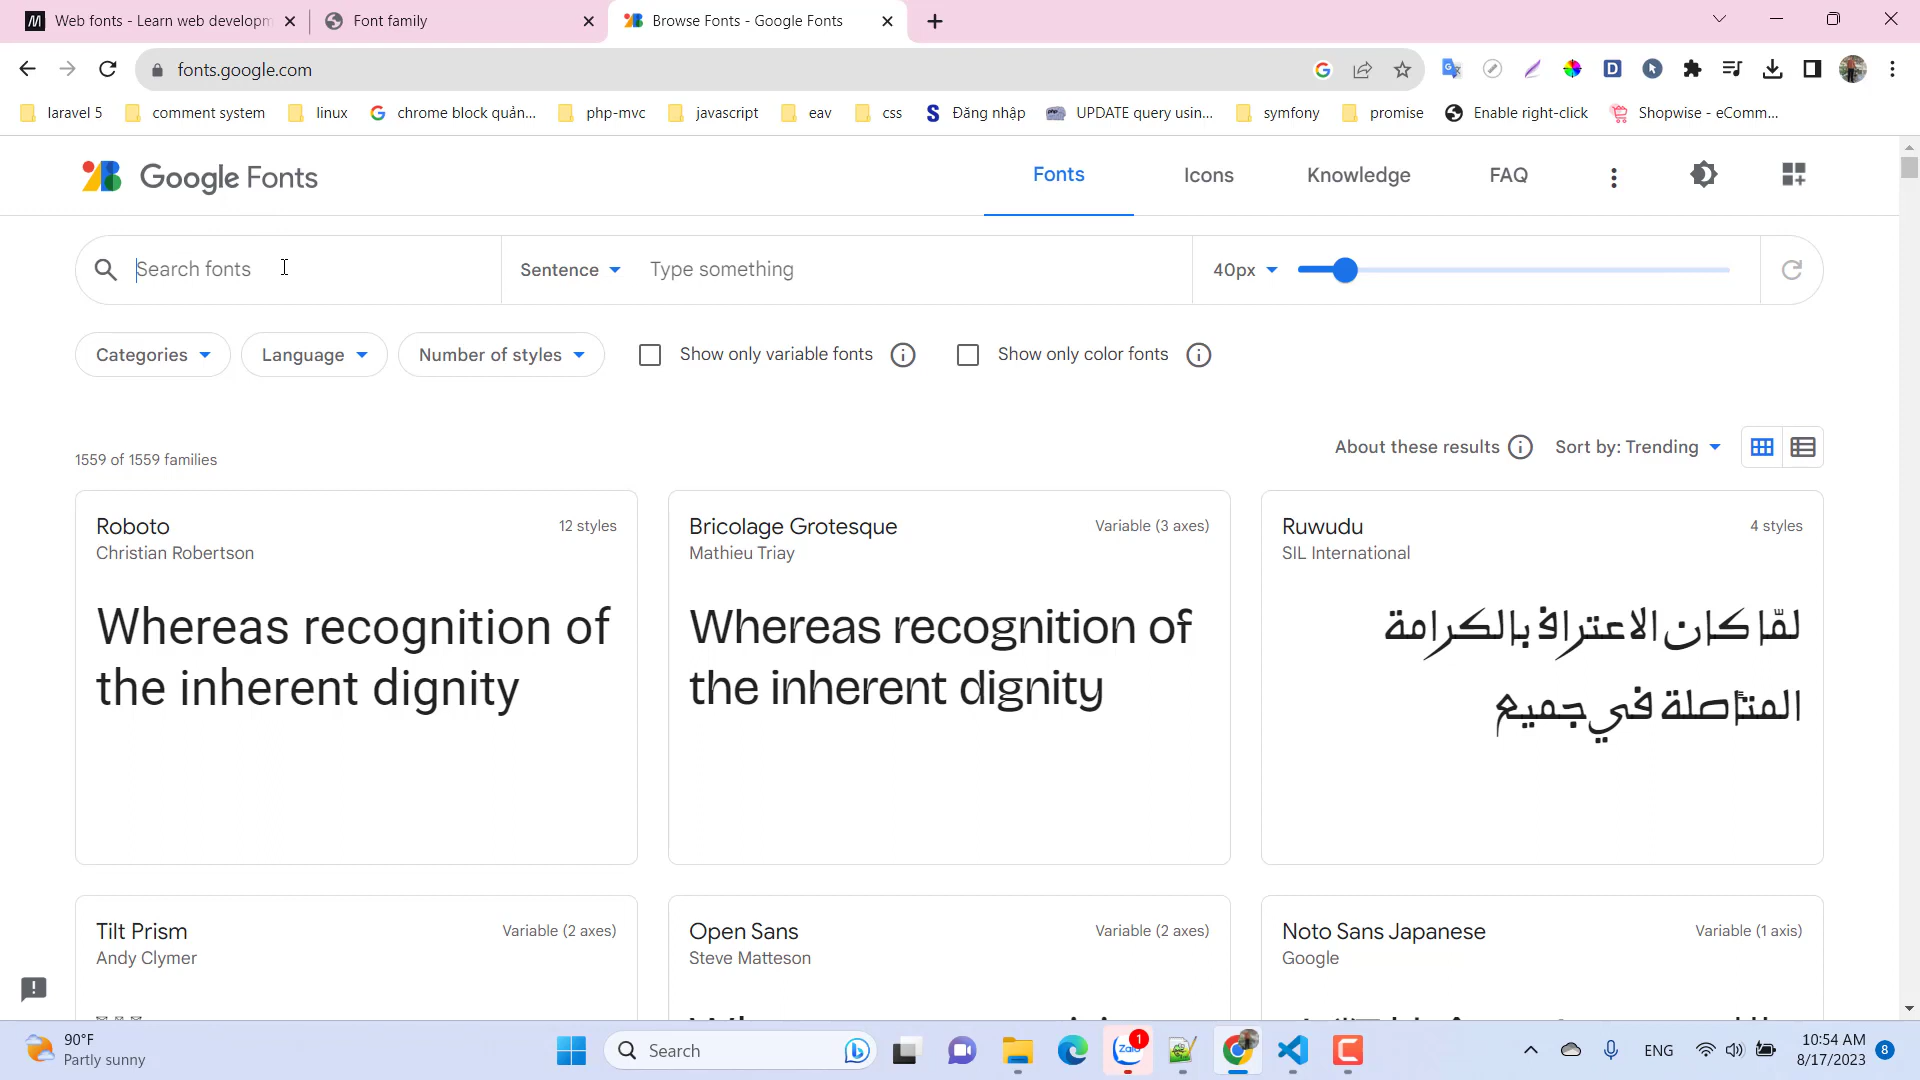 Web fonts - Learn web developm
Font family
Browse Fonts - Google Fonts
fonts.google.com
laravel 5
comment system
linux
chrome block quản...
php-mvc
javascript
eav
css
Đăng nhập
UPDATE query usin...
symfony
promise
Enable right-click
Shopwise - eComm...
Google Fonts
Fonts
Icons
Knowledge
FAQ
Search fonts
Sentence
Type something
40px
Categories
Language
Number of styles
Show only variable fonts
Show only color fonts
1559 of 1559 families
About these results
Sort by: Trending
Roboto
12 styles
Christian Robertson
Whereas recognition of
the inherent dignity
Bricolage Grotesque
Variable (3 axes)
Mathieu Triay
Whereas recognition of
the inherent dignity
Ruwudu
4 styles
SIL International
لمّا كان الاعتراف بالكرامة
المتأصلة في جميع
Tilt Prism
Variable (2 axes)
Andy Clymer
Open Sans
Variable (2 axes)
Steve Matteson
Noto Sans Japanese
Variable (1 axis)
Google
90°F
Partly sunny
Search
Zalo
1
ENG
10:54 AM
8/17/2023
8